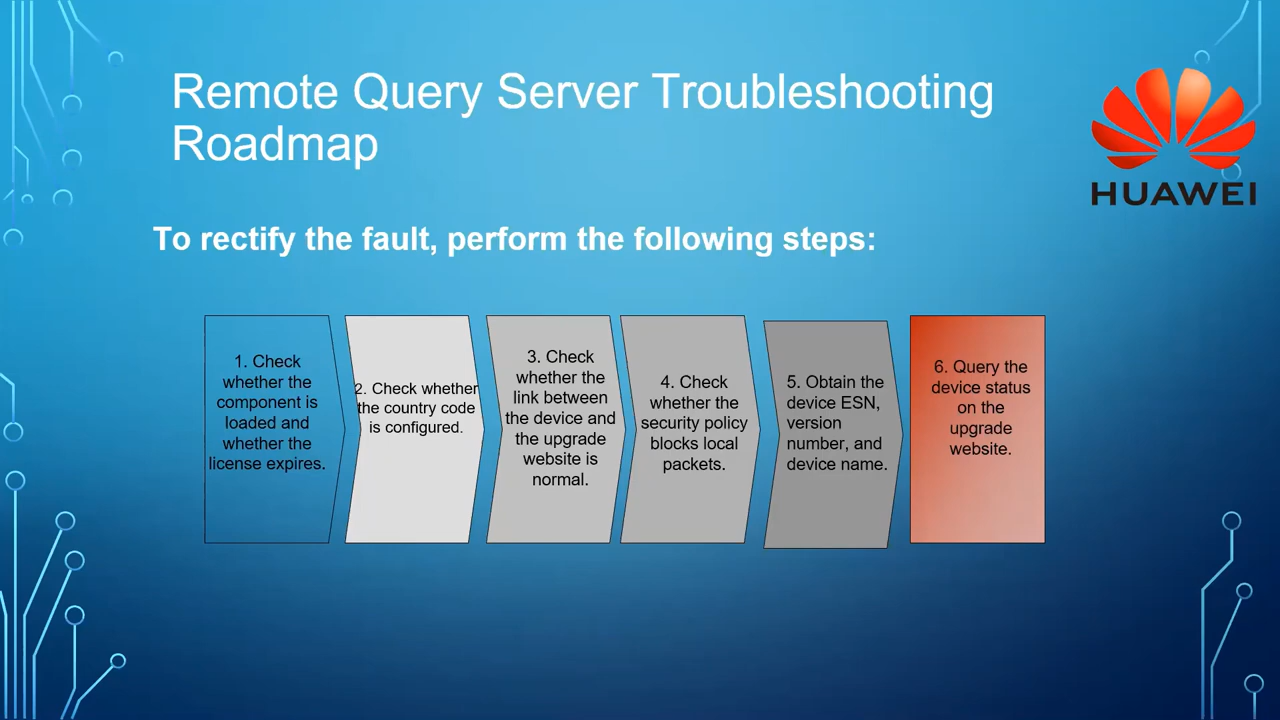 Remote Query Server Troubleshooting
Roadmap
HUAWEI
To rectify the fault, perform the following steps:
1. Check
whether the
component is
loaded and
whether the
license expires.
2. Check whether
the country code
is configured.
3. Check
whether the
link between
the device and
the upgrade
website is
normal.
4. Check
whether the
security policy
blocks local
packets.
5. Obtain the
device ESN,
version
number, and
device name.
6. Query the
device status
on the
upgrade
website.